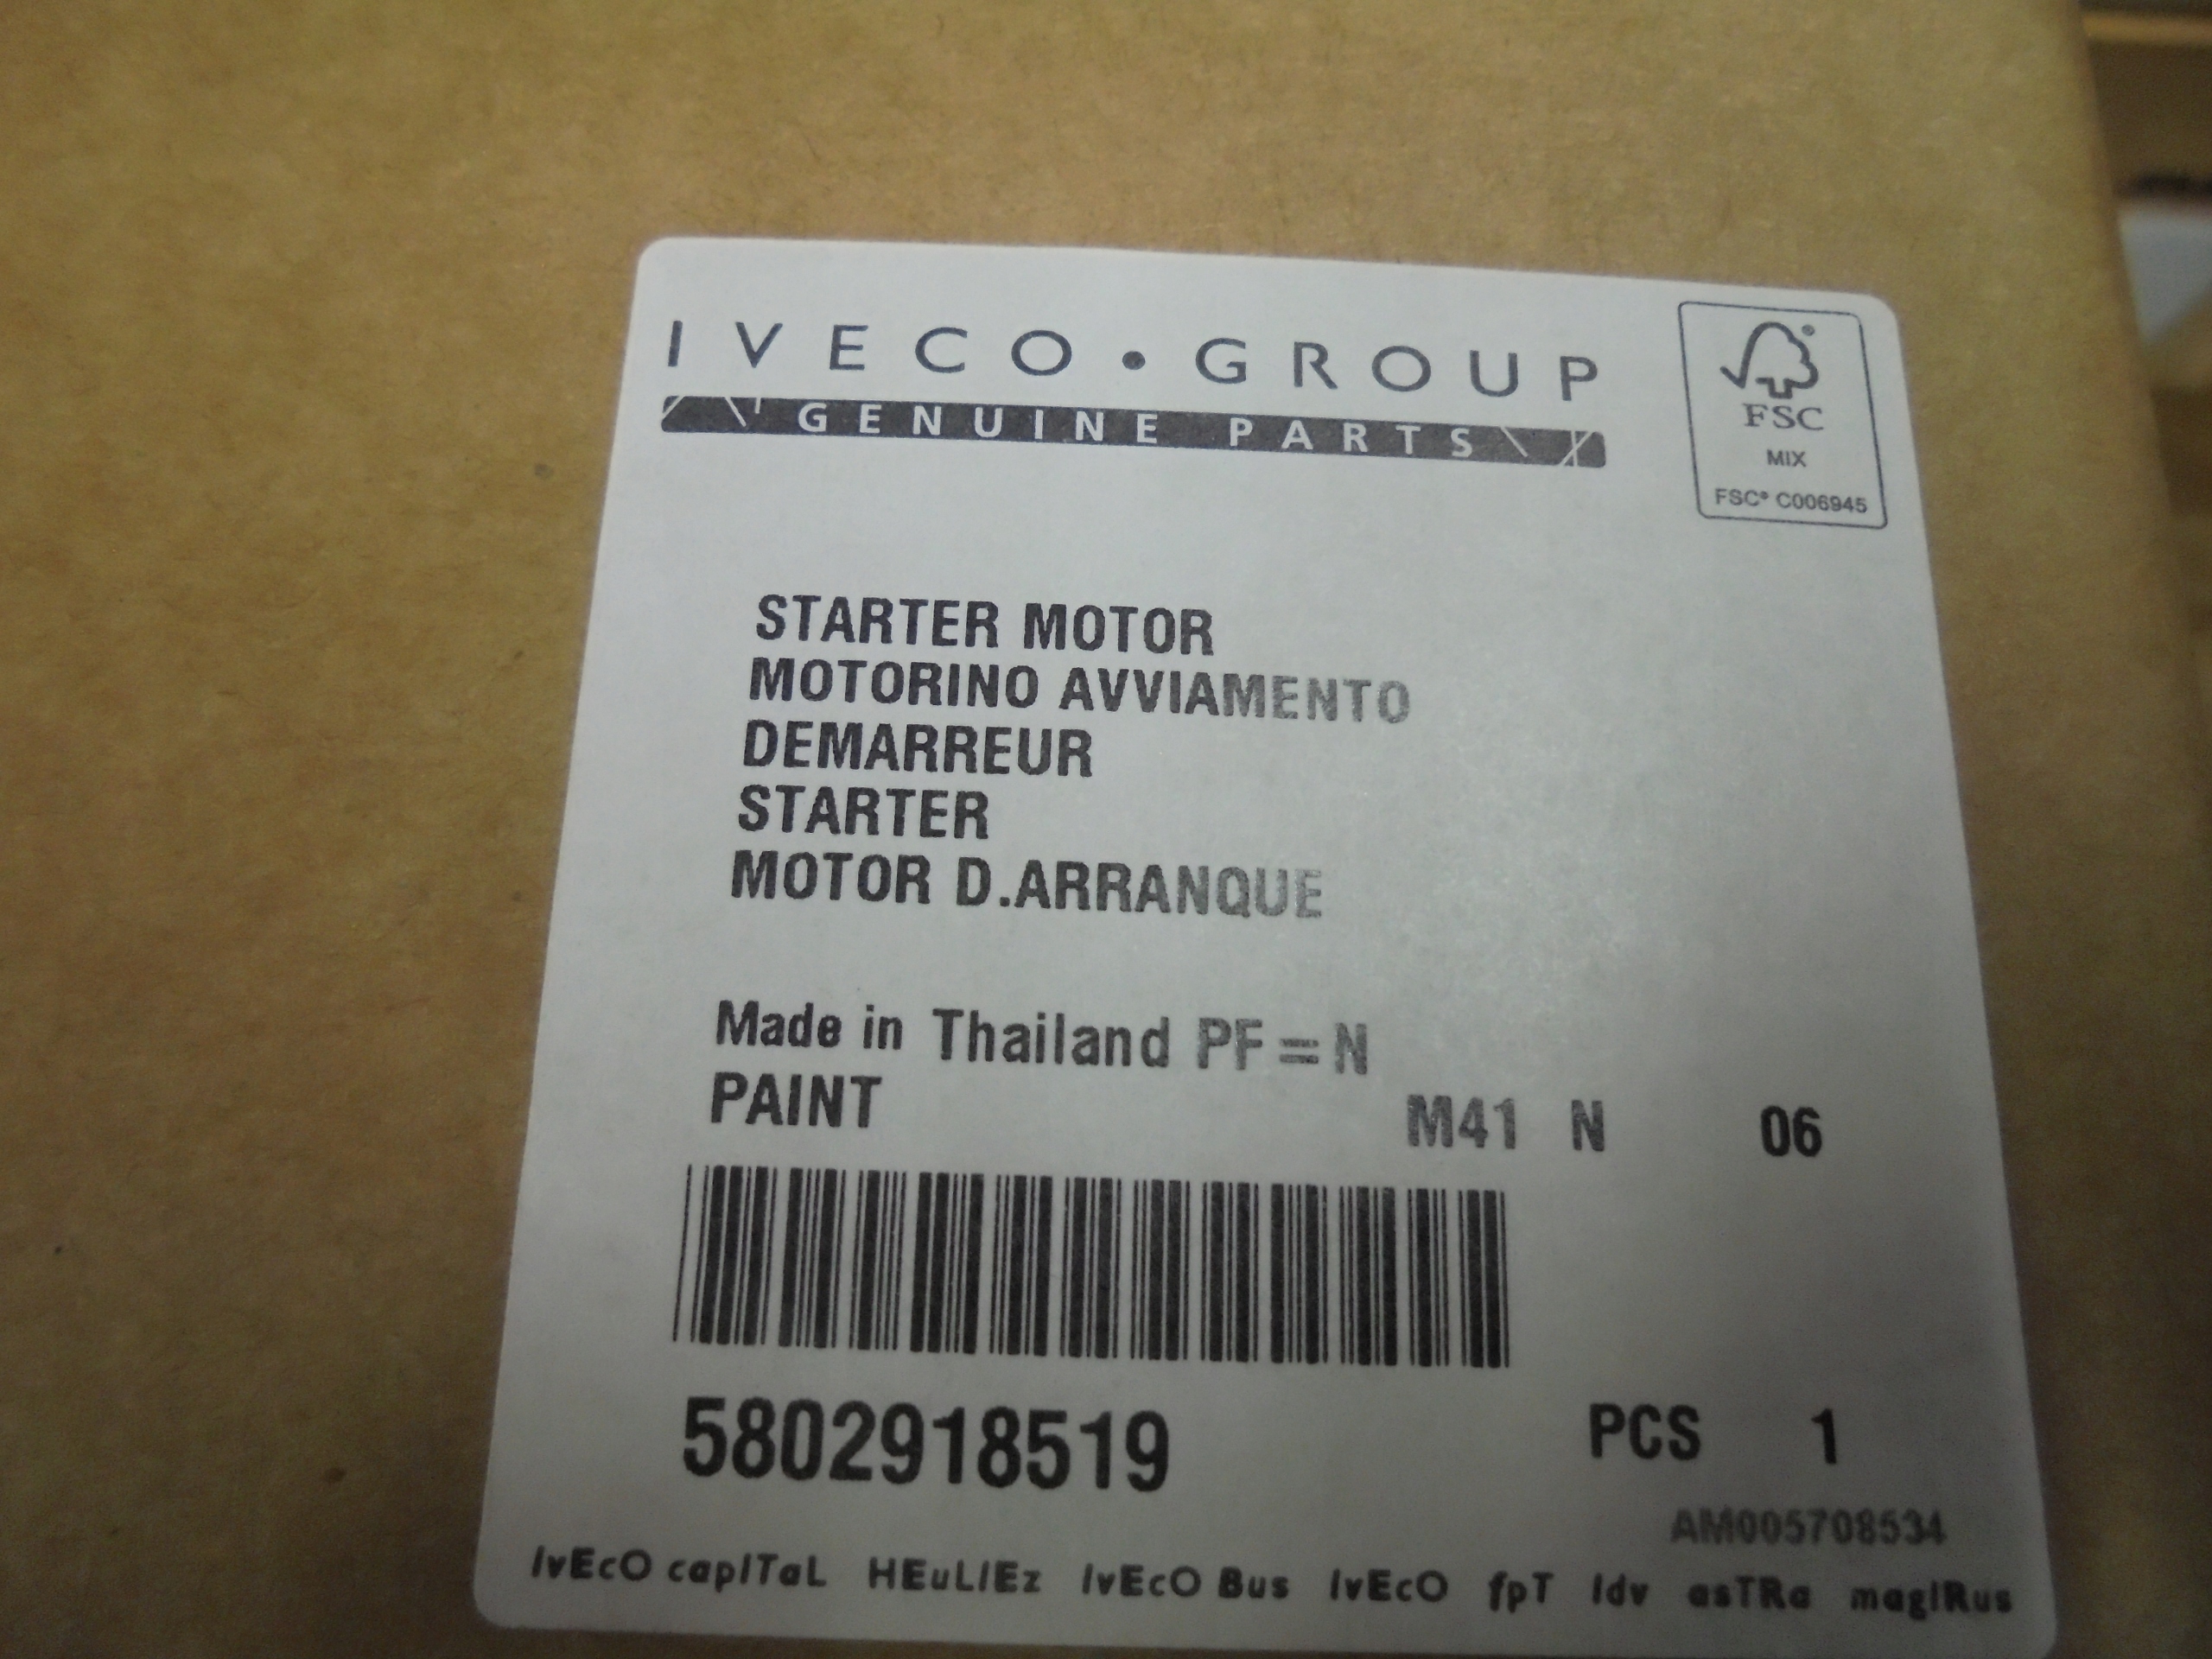 IVECO • GROUP
GENUINE PARTS
FSC
MIX
FSC® C006945
STARTER MOTOR
MOTORINO AVVIAMENTO
DEMARREUR
STARTER
MOTOR D.ARRANQUE
Made in Thailand PF=N
PAINT M41 N 06
5802918519 PCS 1
AM005708534
IvEcO capITaL HEuLIEz IvEcO Bus IvEcO fpT Idv asTRa magIRus